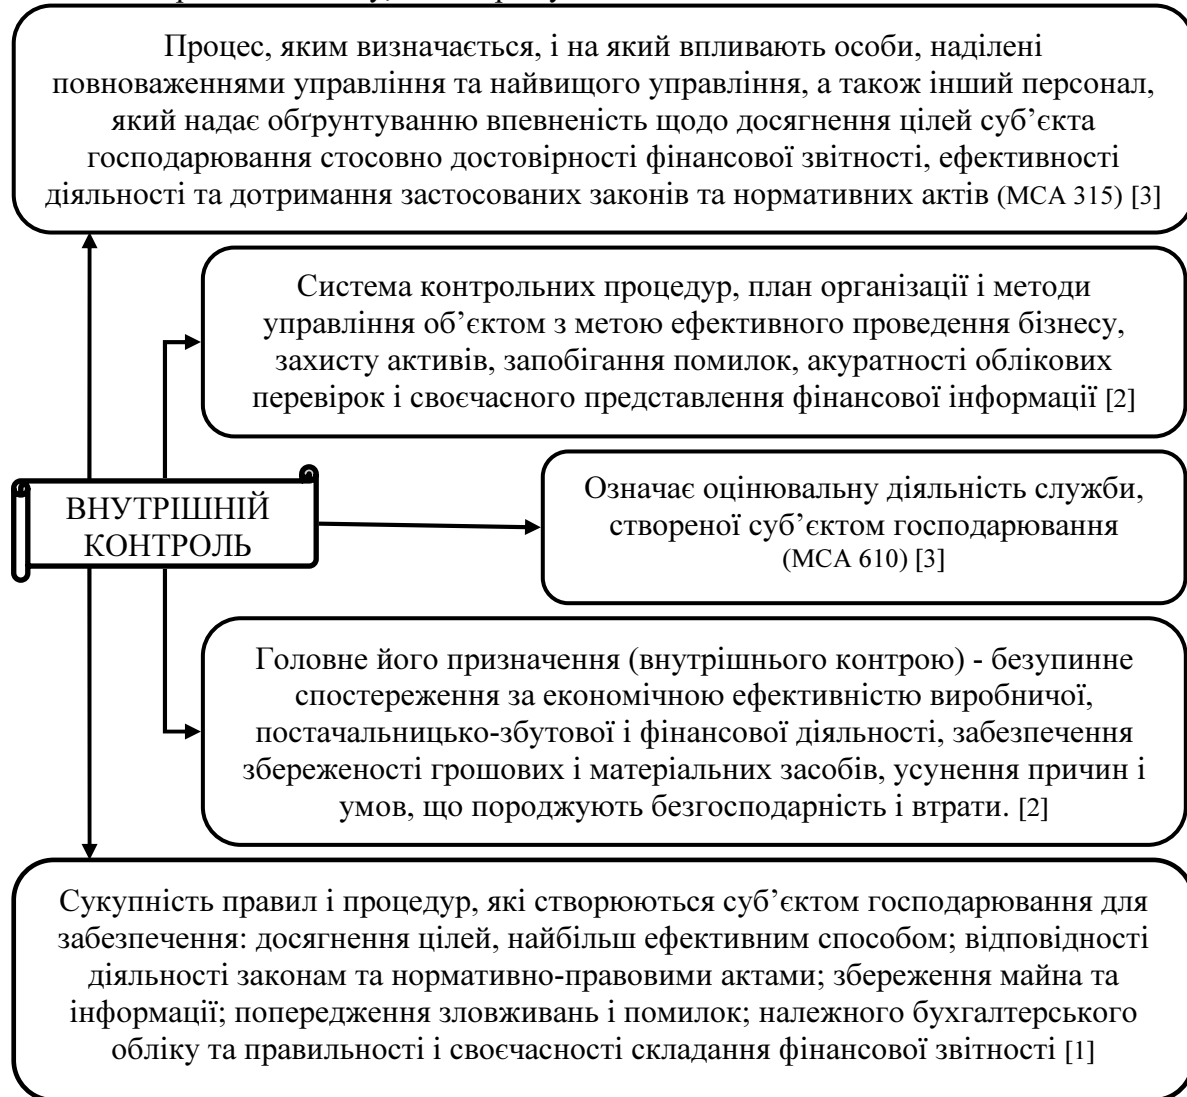 Процес, яким визначається, і на який впливають особи, наділені
повноваженнями управління та найвищого управління, а також інший персонал,
який надає обґрунтуванню впевненість щодо досягнення цілей суб’єкта
господарювання стосовно достовірності фінансової звітності, ефективності
діяльності та дотримання застосованих законів та нормативних актів (МСА 315) [3]
Система контрольних процедур, план організації і методи
управління об’єктом з метою ефективного проведення бізнесу,
захисту активів, запобігання помилок, акуратності облікових
перевірок і своєчасного представлення фінансової інформації [2]
ВНУТРІШНІЙ
КОНТРОЛЬ
Означає оцінювальну діяльність служби,
створеної суб’єктом господарювання
(МСА 610) [3]
Головне його призначення (внутрішнього контрою) - безупинне
спостереження за економічною ефективністю виробничої,
постачальницько-збутової і фінансової діяльності, забезпечення
збереженості грошових і матеріальних засобів, усунення причин і
умов, що породжують безгосподарність і втрати. [2]
Сукупність правил і процедур, які створюються суб’єктом господарювання для
забезпечення: досягнення цілей, найбільш ефективним способом; відповідності
діяльності законам та нормативно-правовими актами; збереження майна та
інформації; попередження зловживань і помилок; належного бухгалтерського
обліку та правильності і своєчасності складання фінансової звітності [1]